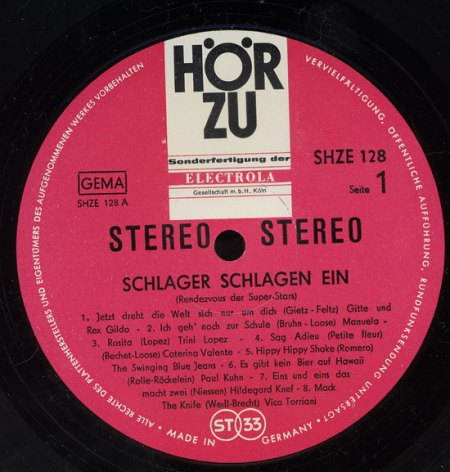 HÖR
ZU
Sonderfertigung der
ELECTROLA
Gesellschaft m. b. H., Köln
GEMA
SHZE 128 A
SHZE 128
Seite 1
STEREO STEREO
SCHLAGER SCHLAGEN EIN
(Rendezvous der Super-Stars)
1. Jetzt dreht die Welt sich nur um dich (Gietz-Feltz) Gitte und
Rex Gildo - 2. Ich geh' noch zur Schule (Bruhn-Loose) Manuela -
3. Rosita (Lopez) Trini Lopez - 4. Sag Adieu (Petite fleur)
(Bechet-Loose) Caterina Valente - 5. Hippy Hippy Shake (Romero)
The Swinging Blue Jeans - 6. Es gibt kein Bier auf Hawaii
(Rolle-Röckelein) Paul Kuhn - 7. Eins und eins das
macht zwei (Niessen) Hildegard Knef - 8. Mack
The Knife (Weill-Brecht) Vico Torriani
ST 33
ALLE RECHTE DES PLATTENHERSTELLERS UND EIGENTÜMERS DES AUFGENOMMENEN WERKES VORBEHALTEN
VERVIELFÄLTIGUNG, ÖFFENTLICHE AUFFÜHRUNG, RUNDFUNKSENDUNG UNTERSAGT • MADE IN GERMANY •